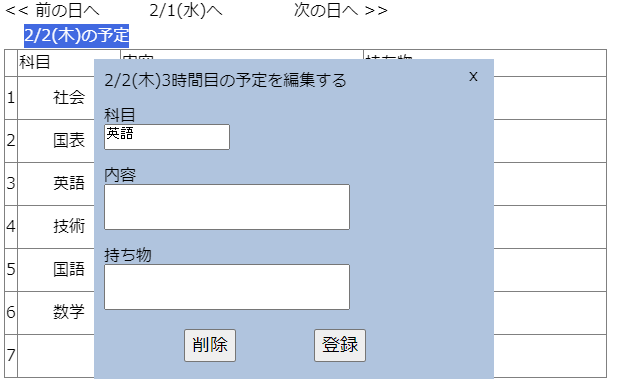 << 前の日へ 2/1(水)へ 次の日へ >>
2/2(木)の予定
科目 内容 持ち物
2/2(木)3時間目の予定を編集する x
科目
英語
内容
持ち物
削除 登録
1 社会
2 国表
3 英語
4 技術
5 国語
6 数学
7